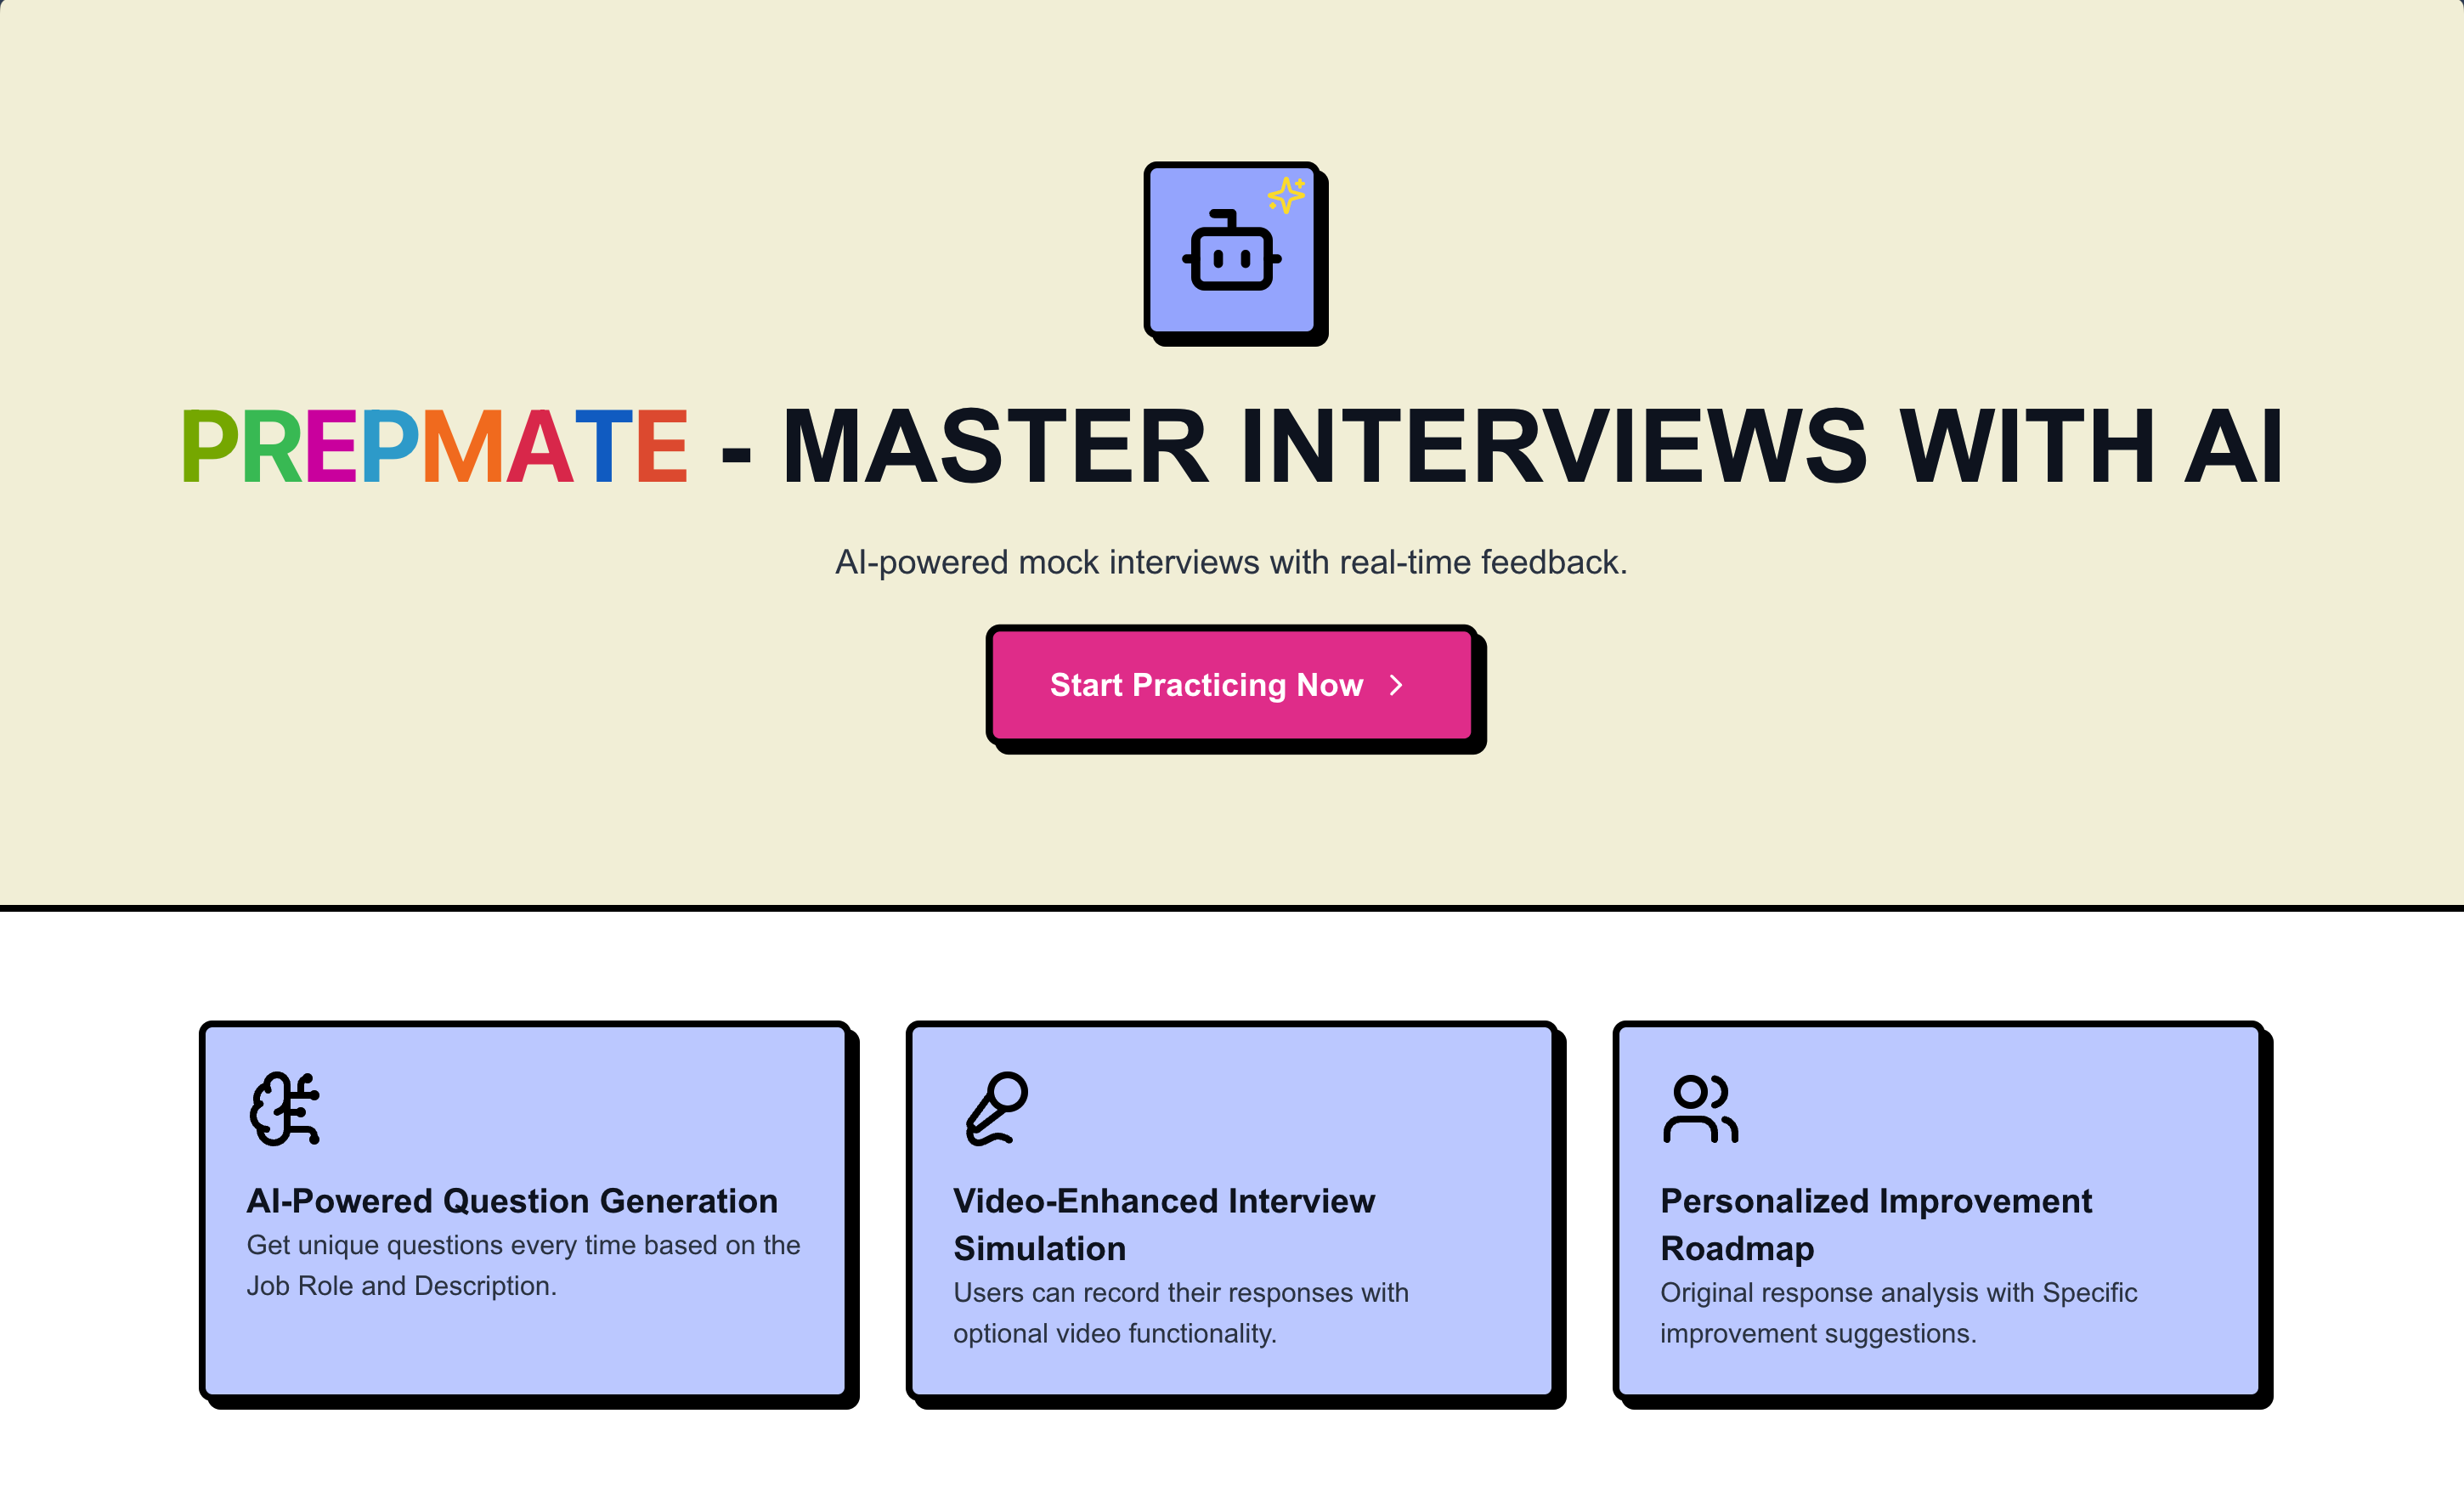 PREPMATE - MASTER INTERVIEWS WITH AI
AI-powered mock interviews with real-time feedback.
Start Practicing Now
AI-Powered Question Generation
Get unique questions every time based on the
Job Role and Description.
Video-Enhanced Interview
Simulation
Users can record their responses with
optional video functionality.
Personalized Improvement
Roadmap
Original response analysis with Specific
improvement suggestions.